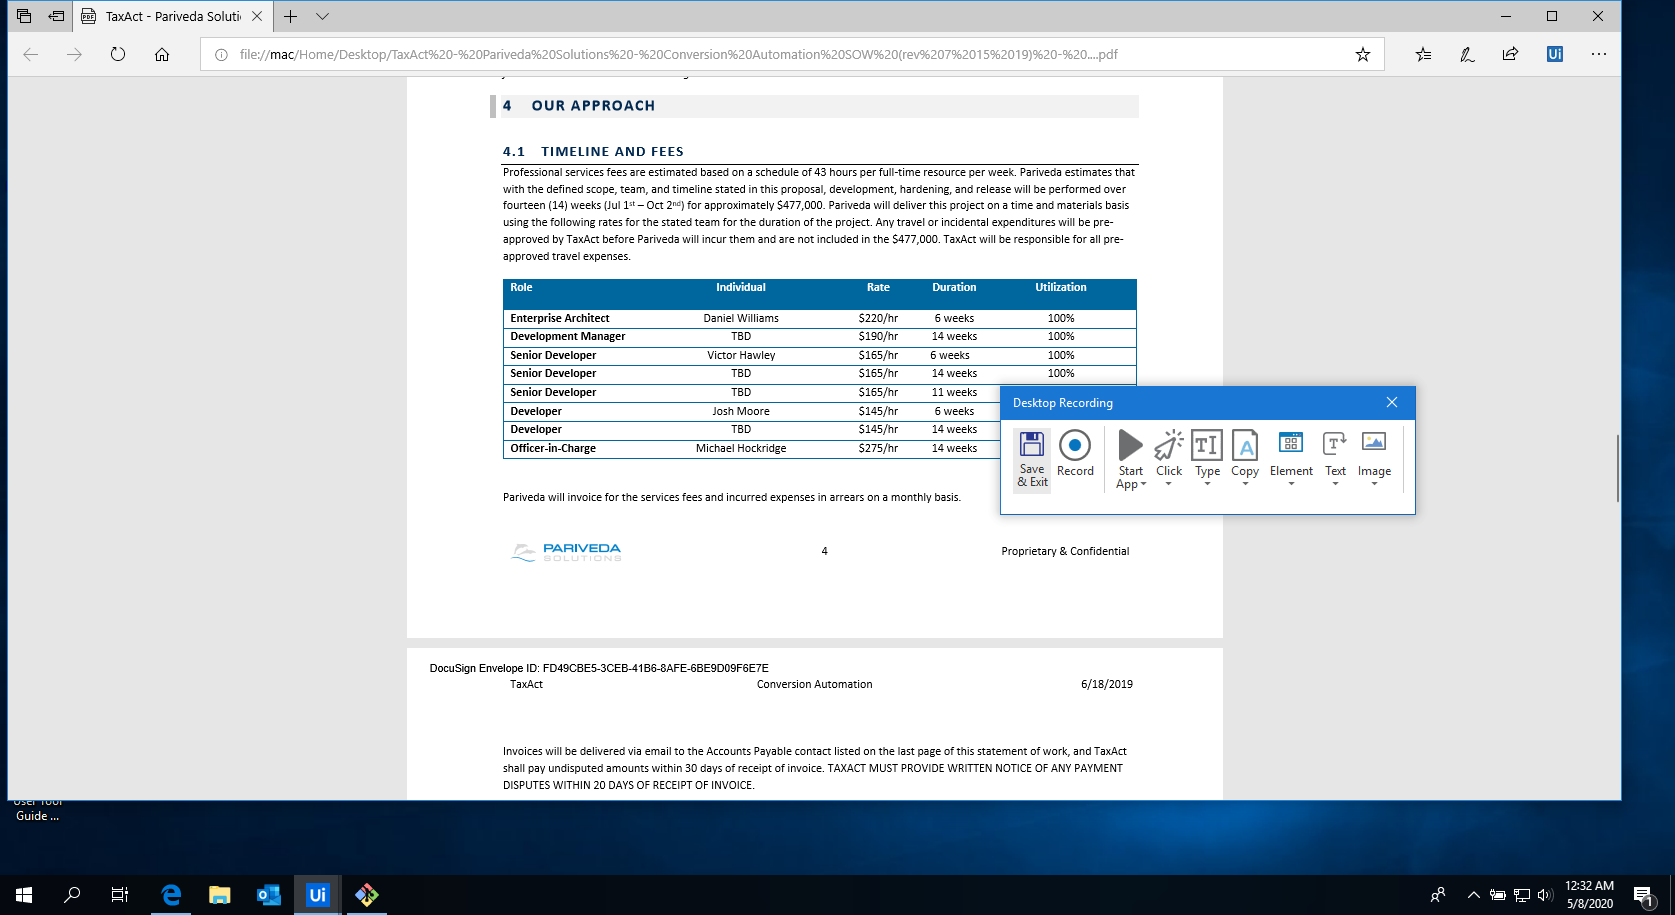 TaxAct - Pariveda Soluti
file://mac/Home/Desktop/TaxAct%20-%20Pariveda%20Solutions%20-%20Conversion%20Automation%20SOW%20(rev%207%2015%2019)%20-%20....pdf
Ui
4 OUR APPROACH
4.1 TIMELINE AND FEES
Professional services fees are estimated based on a schedule of 43 hours per full-time resource per week. Pariveda estimates that
with the defined scope, team, and timeline stated in this proposal, development, hardening, and release will be performed over
fourteen (14) weeks (Jul 1st – Oct 2nd) for approximately $477,000. Pariveda will deliver this project on a time and materials basis
using the following rates for the stated team for the duration of the project. Any travel or incidental expenditures will be pre-
approved by TaxAct before Pariveda will incur them and are not included in the $477,000. TaxAct will be responsible for all pre-
approved travel expenses.
Role Individual Rate Duration Utilization
Enterprise Architect Daniel Williams $220/hr 6 weeks 100%
Development Manager TBD $190/hr 14 weeks 100%
Senior Developer Victor Hawley $165/hr 6 weeks 100%
Senior Developer TBD $165/hr 14 weeks 100%
Senior Developer TBD $165/hr 11 weeks
Developer Josh Moore $145/hr 6 weeks
Developer TBD $145/hr 14 weeks
Officer-in-Charge Michael Hockridge $275/hr 14 weeks
Desktop Recording
Save & Exit
Record
Start App
Click
Type
Copy
Element
Text
Image
Pariveda will invoice for the services fees and incurred expenses in arrears on a monthly basis.
PARIVEDA
SOLUTIONS
4
Proprietary & Confidential
DocuSign Envelope ID: FD49CBE5-3CEB-41B6-8AFE-6BE9D09F6E7E
TaxAct Conversion Automation 6/18/2019
Invoices will be delivered via email to the Accounts Payable contact listed on the last page of this statement of work, and TaxAct
shall pay undisputed amounts within 30 days of receipt of invoice. TAXACT MUST PROVIDE WRITTEN NOTICE OF ANY PAYMENT
DISPUTES WITHIN 20 DAYS OF RECEIPT OF INVOICE.
User Tool
Guide ...
Ui
12:32 AM
5/8/2020
1